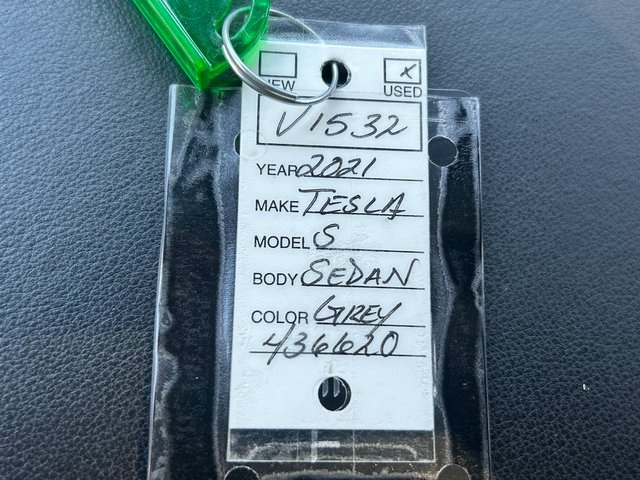 NEW USED
V1532
YEAR 2021
MAKE TESLA
MODEL S
BODY SEDAN
COLOR GREY
436620